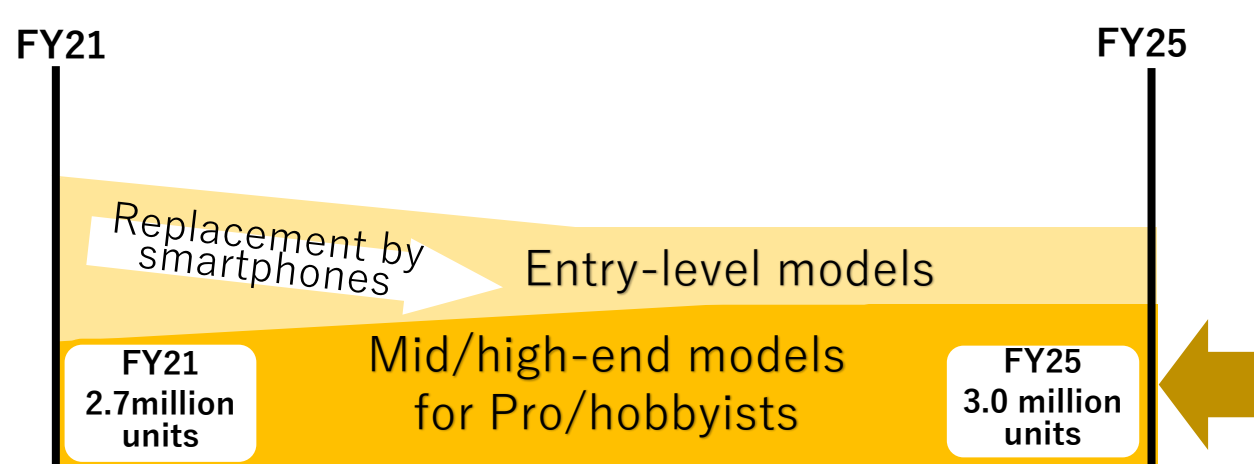 FY21
FY25
Replacement by
smartphones
Entry-level models
Mid/high-end models
for Pro/hobbyists
FY21
2.7million
units
FY25
3.0 million
units